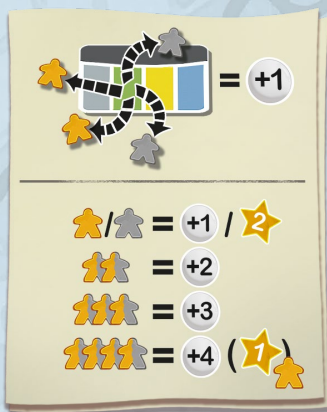 = +1
/ = +1 / 2
= +2
= +3
= +4 ( 1 )